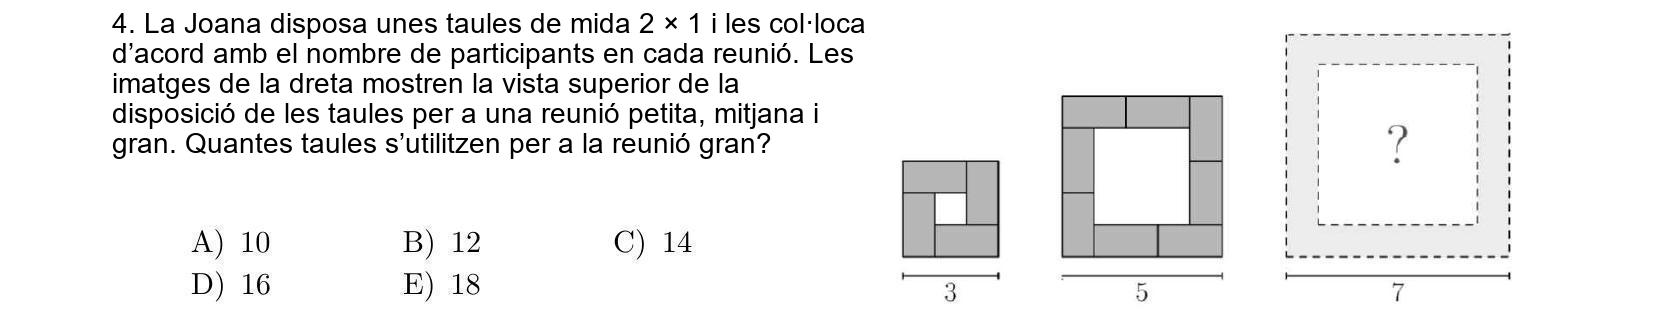 4. La Joana disposa unes taules de mida 2 × 1 i les col·loca
d’acord amb el nombre de participants en cada reunió. Les
imatges de la dreta mostren la vista superior de la
disposició de les taules per a una reunió petita, mitjana i
gran. Quantes taules s’utilitzen per a la reunió gran?
A) 10 B) 12 C) 14
D) 16 E) 18
?
3 5 7